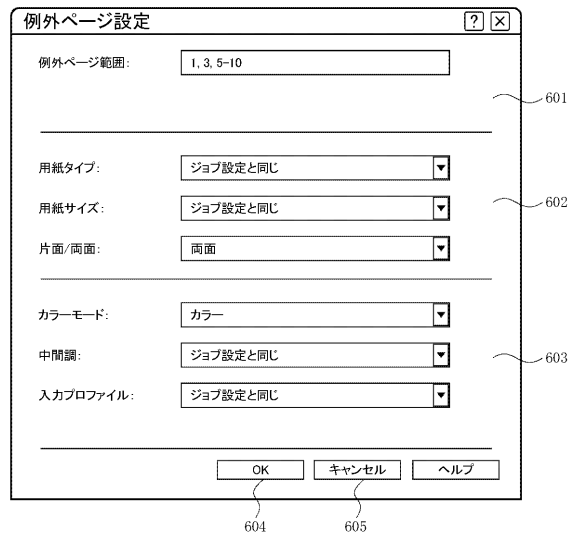 例外ページ設定 ? ×
例外ページ範囲: 1, 3, 5-10
601
用紙タイプ: ジョブ設定と同じ
用紙サイズ: ジョブ設定と同じ
602
片面/両面: 両面
カラーモード: カラー
中間調: ジョブ設定と同じ
603
入力プロファイル: ジョブ設定と同じ
OK キャンセル ヘルプ
604 605